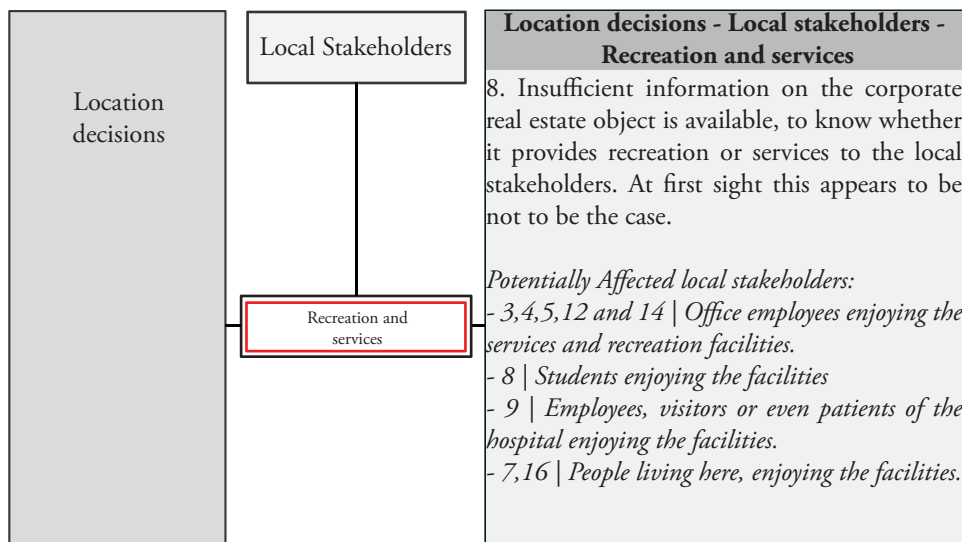 Location
decisions
Local Stakeholders
Recreation and
services
Location decisions - Local stakeholders -
Recreation and services
8. Insufficient information on the corporate
real estate object is available, to know whether
it provides recreation or services to the local
stakeholders. At first sight this appears to be
not to be the case.
Potentially Affected local stakeholders:
- 3,4,5,12 and 14 | Office employees enjoying the
services and recreation facilities.
- 8 | Students enjoying the facilities
- 9 | Employees, visitors or even patients of the
hospital enjoying the facilities.
- 7,16 | People living here, enjoying the facilities.